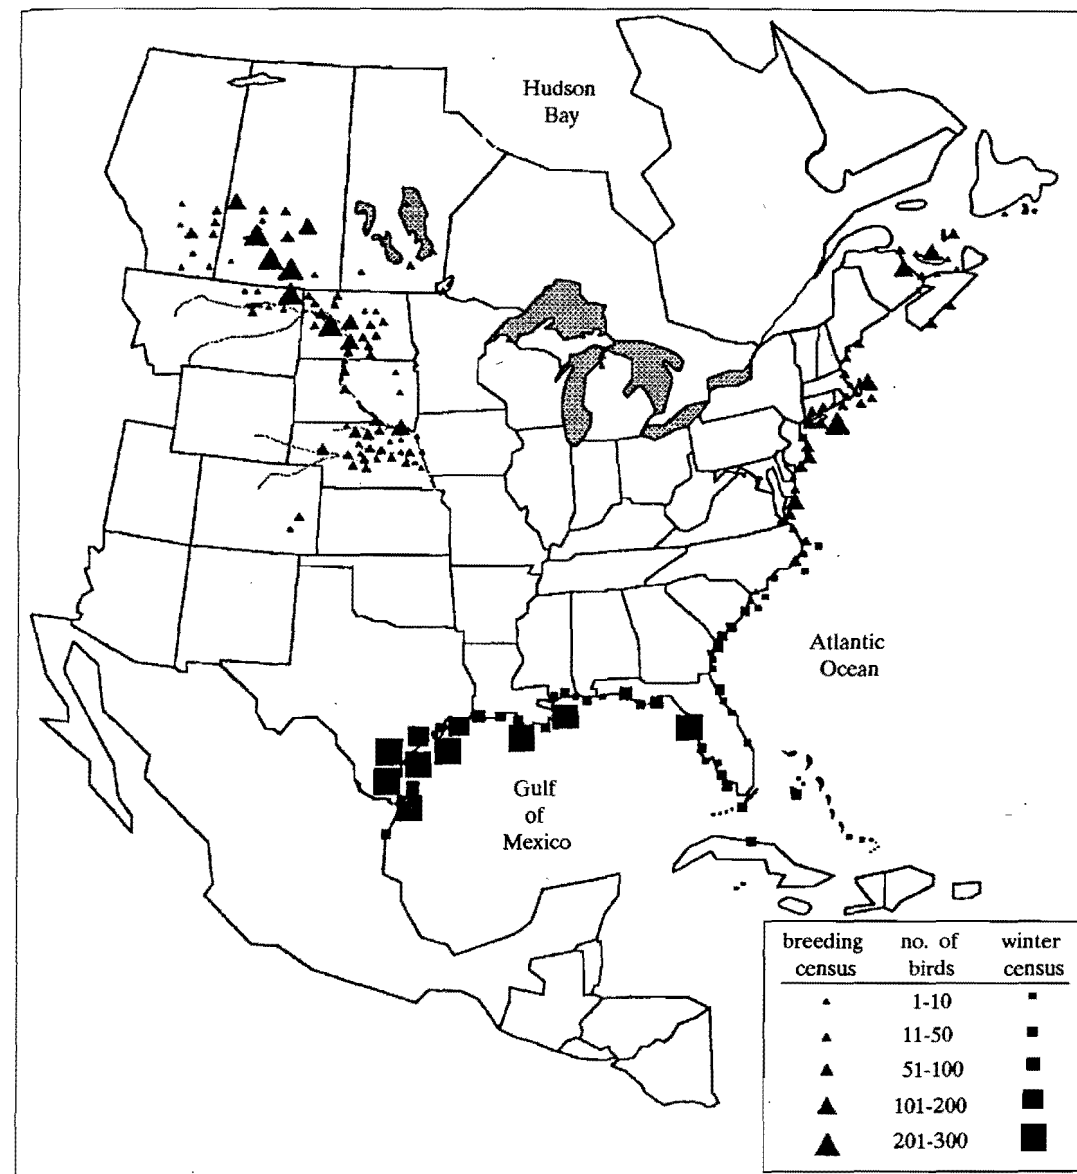 Hudson
Bay
Atlantic
Ocean
Gulf
of
Mexico
breeding no. of winter
census birds census
1-10
11-50
51-100
101-200
201-300